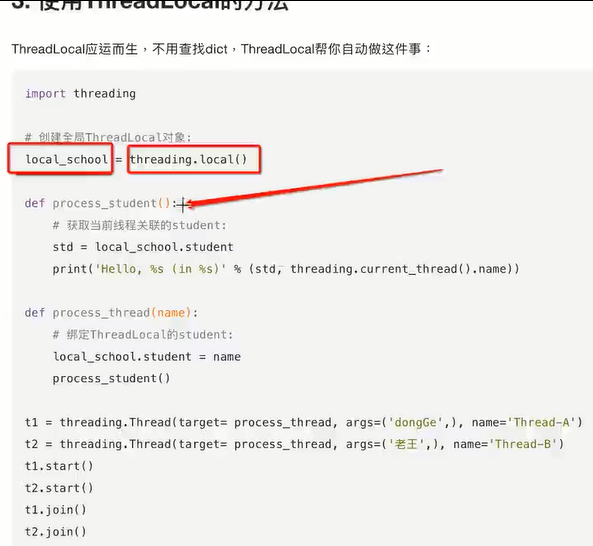 3. 使用ThreadLocal的方法
ThreadLocal应运而生，不用查找dict，ThreadLocal帮你自动做这件事：
import threading
# 创建全局ThreadLocal对象:
local_school = threading.local()
def process_student():
# 获取当前线程关联的student:
std = local_school.student
print('Hello, %s (in %s)' % (std, threading.current_thread().name))
def process_thread(name):
# 绑定ThreadLocal的student:
local_school.student = name
process_student()
t1 = threading.Thread(target= process_thread, args=('dongGe',), name='Thread-A')
t2 = threading.Thread(target= process_thread, args=('老王',), name='Thread-B')
t1.start()
t2.start()
t1.join()
t2.join()